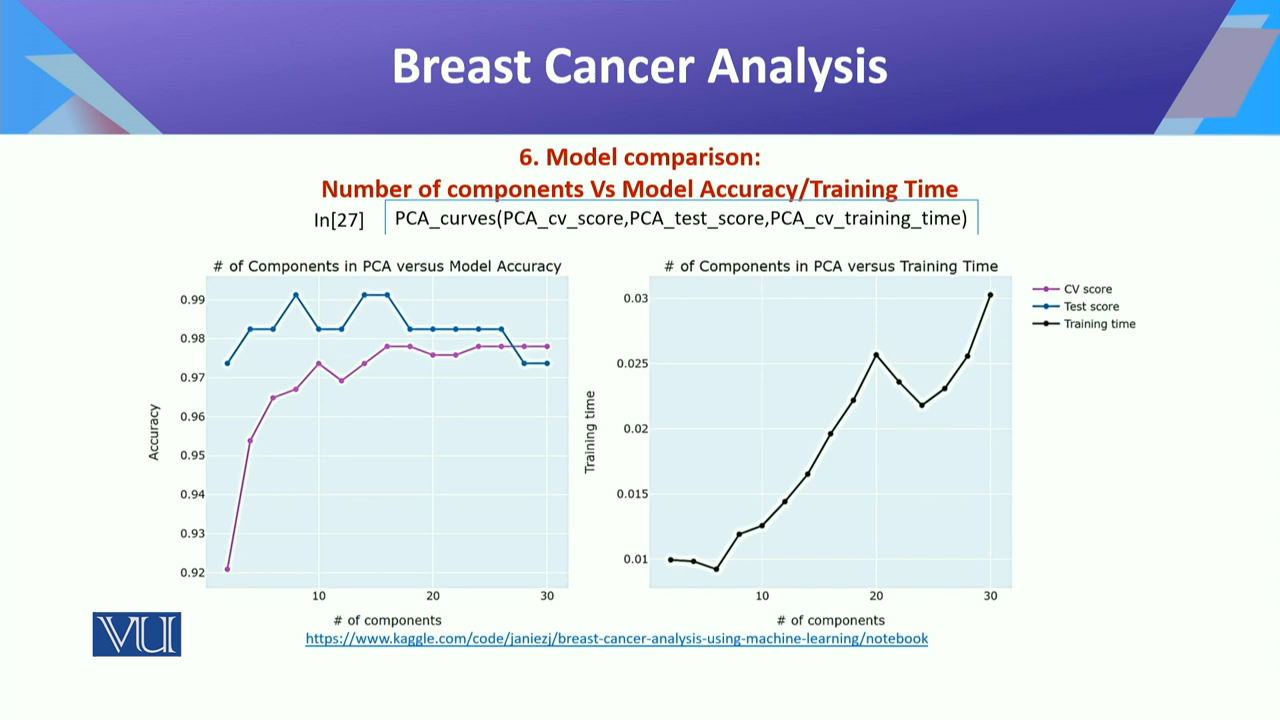 Breast Cancer Analysis
6. Model comparison:
Number of components Vs Model Accuracy/Training Time
In[27] PCA_curves(PCA_cv_score,PCA_test_score,PCA_cv_training_time)
# of Components in PCA versus Model Accuracy
0.99
0.98
0.97
0.96
0.95
0.94
0.93
0.92
Accuracy
10 20 30
# of components
# of Components in PCA versus Training Time
0.03
0.025
0.02
0.015
0.01
Training time
10 20 30
# of components
CV score
Test score
Training time
VU
https://www.kaggle.com/code/janiezj/breast-cancer-analysis-using-machine-learning/notebook